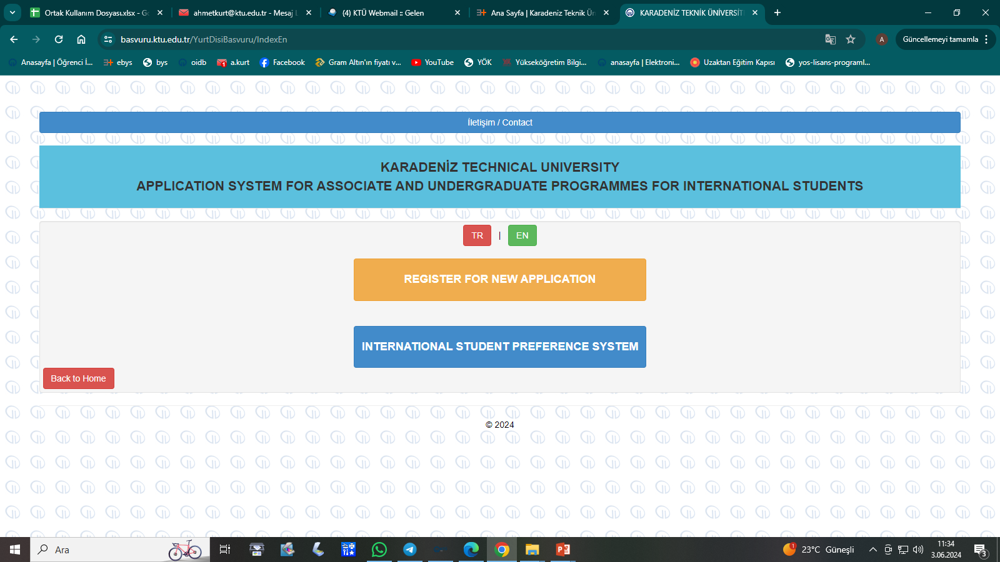 Ortak Kullanım Dosyası.xlsx - G
ahmetkurt@ktu.edu.tr - Mesaj L
(4) KTÜ Webmail :: Gelen
Ana Sayfa | Karadeniz Teknik Ün
KARADENİZ TEKNİK ÜNİVERSİT
basvuru.ktu.edu.tr/YurtDisiBasvuru/IndexEn
A
Güncellemeyi tamamla
Anasayfa | Öğrenci İ...
ebys
bys
oidb
a.kurt
Facebook
Gram Altın'ın fiyatı v...
YouTube
YÖK
Yükseköğretim Bilgi...
anasayfa | Elektroni...
Uzaktan Eğitim Kapısı
yos-lisans-programl...
İletişim / Contact
KARADENİZ TECHNICAL UNIVERSITY
APPLICATION SYSTEM FOR ASSOCIATE AND UNDERGRADUATE PROGRAMMES FOR INTERNATIONAL STUDENTS
TR | EN
REGISTER FOR NEW APPLICATION
INTERNATIONAL STUDENT PREFERENCE SYSTEM
Back to Home
© 2024
Ara
23°C Güneşli
11:34
3.06.2024
3